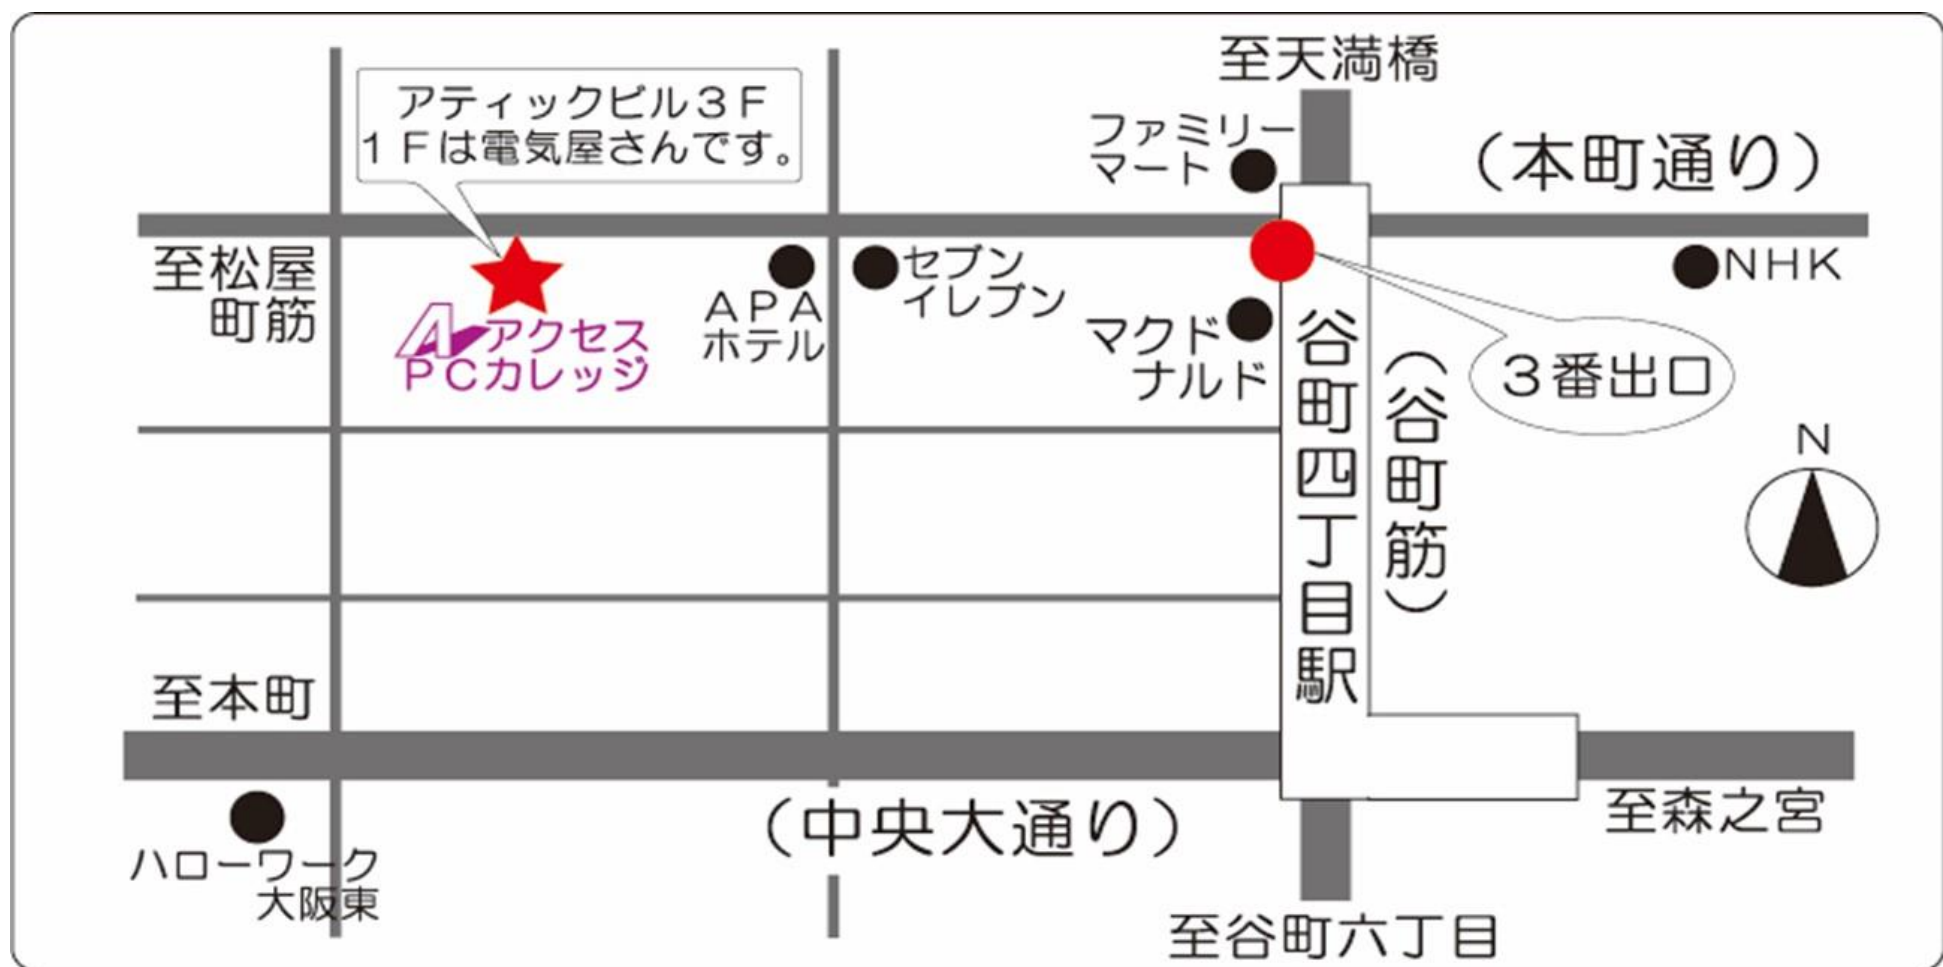 至天満橋
アティックビル3F
1Fは電気屋さんです。
ファミリー
マート
(本町通り)
至松屋
町筋
A アクセス
PCカレッジ
APA
ホテル
セブン
イレブン
マクド
ナルド
NHK
3番出口
谷町四丁目駅
(谷町筋)
N
至本町
(中央大通り)
至森之宮
ハローワーク
大阪東
至谷町六丁目